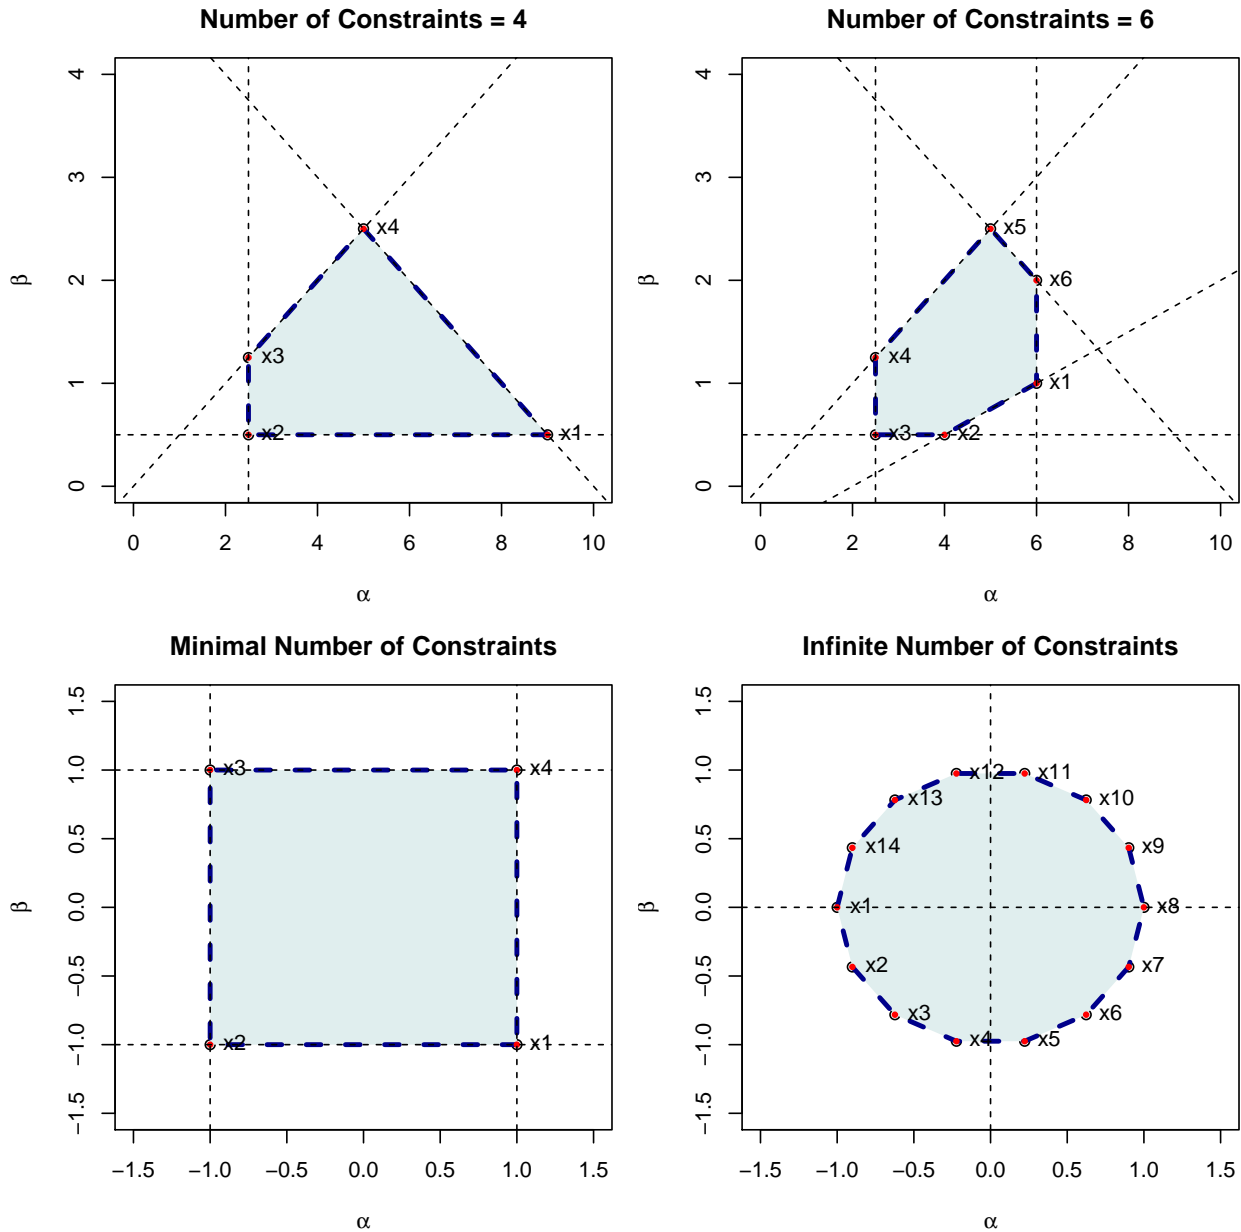 Number of Constraints = 4
4
3
2
1
0
β
x4
x3
x2
x1
0 2 4 6 8 10
α
Number of Constraints = 6
4
3
2
1
0
β
x5
x6
x4
x1
x3
x2
0 2 4 6 8 10
α
Minimal Number of Constraints
1.5
1.0
0.5
0.0
−0.5
−1.0
−1.5
β
x3 x4
x2 x1
−1.5 −1.0 −0.5 0.0 0.5 1.0 1.5
α
Infinite Number of Constraints
1.5
1.0
0.5
0.0
−0.5
−1.0
−1.5
β
x12 x11
x13 x10
x14 x9
x1 x8
x2 x7
x3 x6
x4 x5
−1.5 −1.0 −0.5 0.0 0.5 1.0 1.5
α